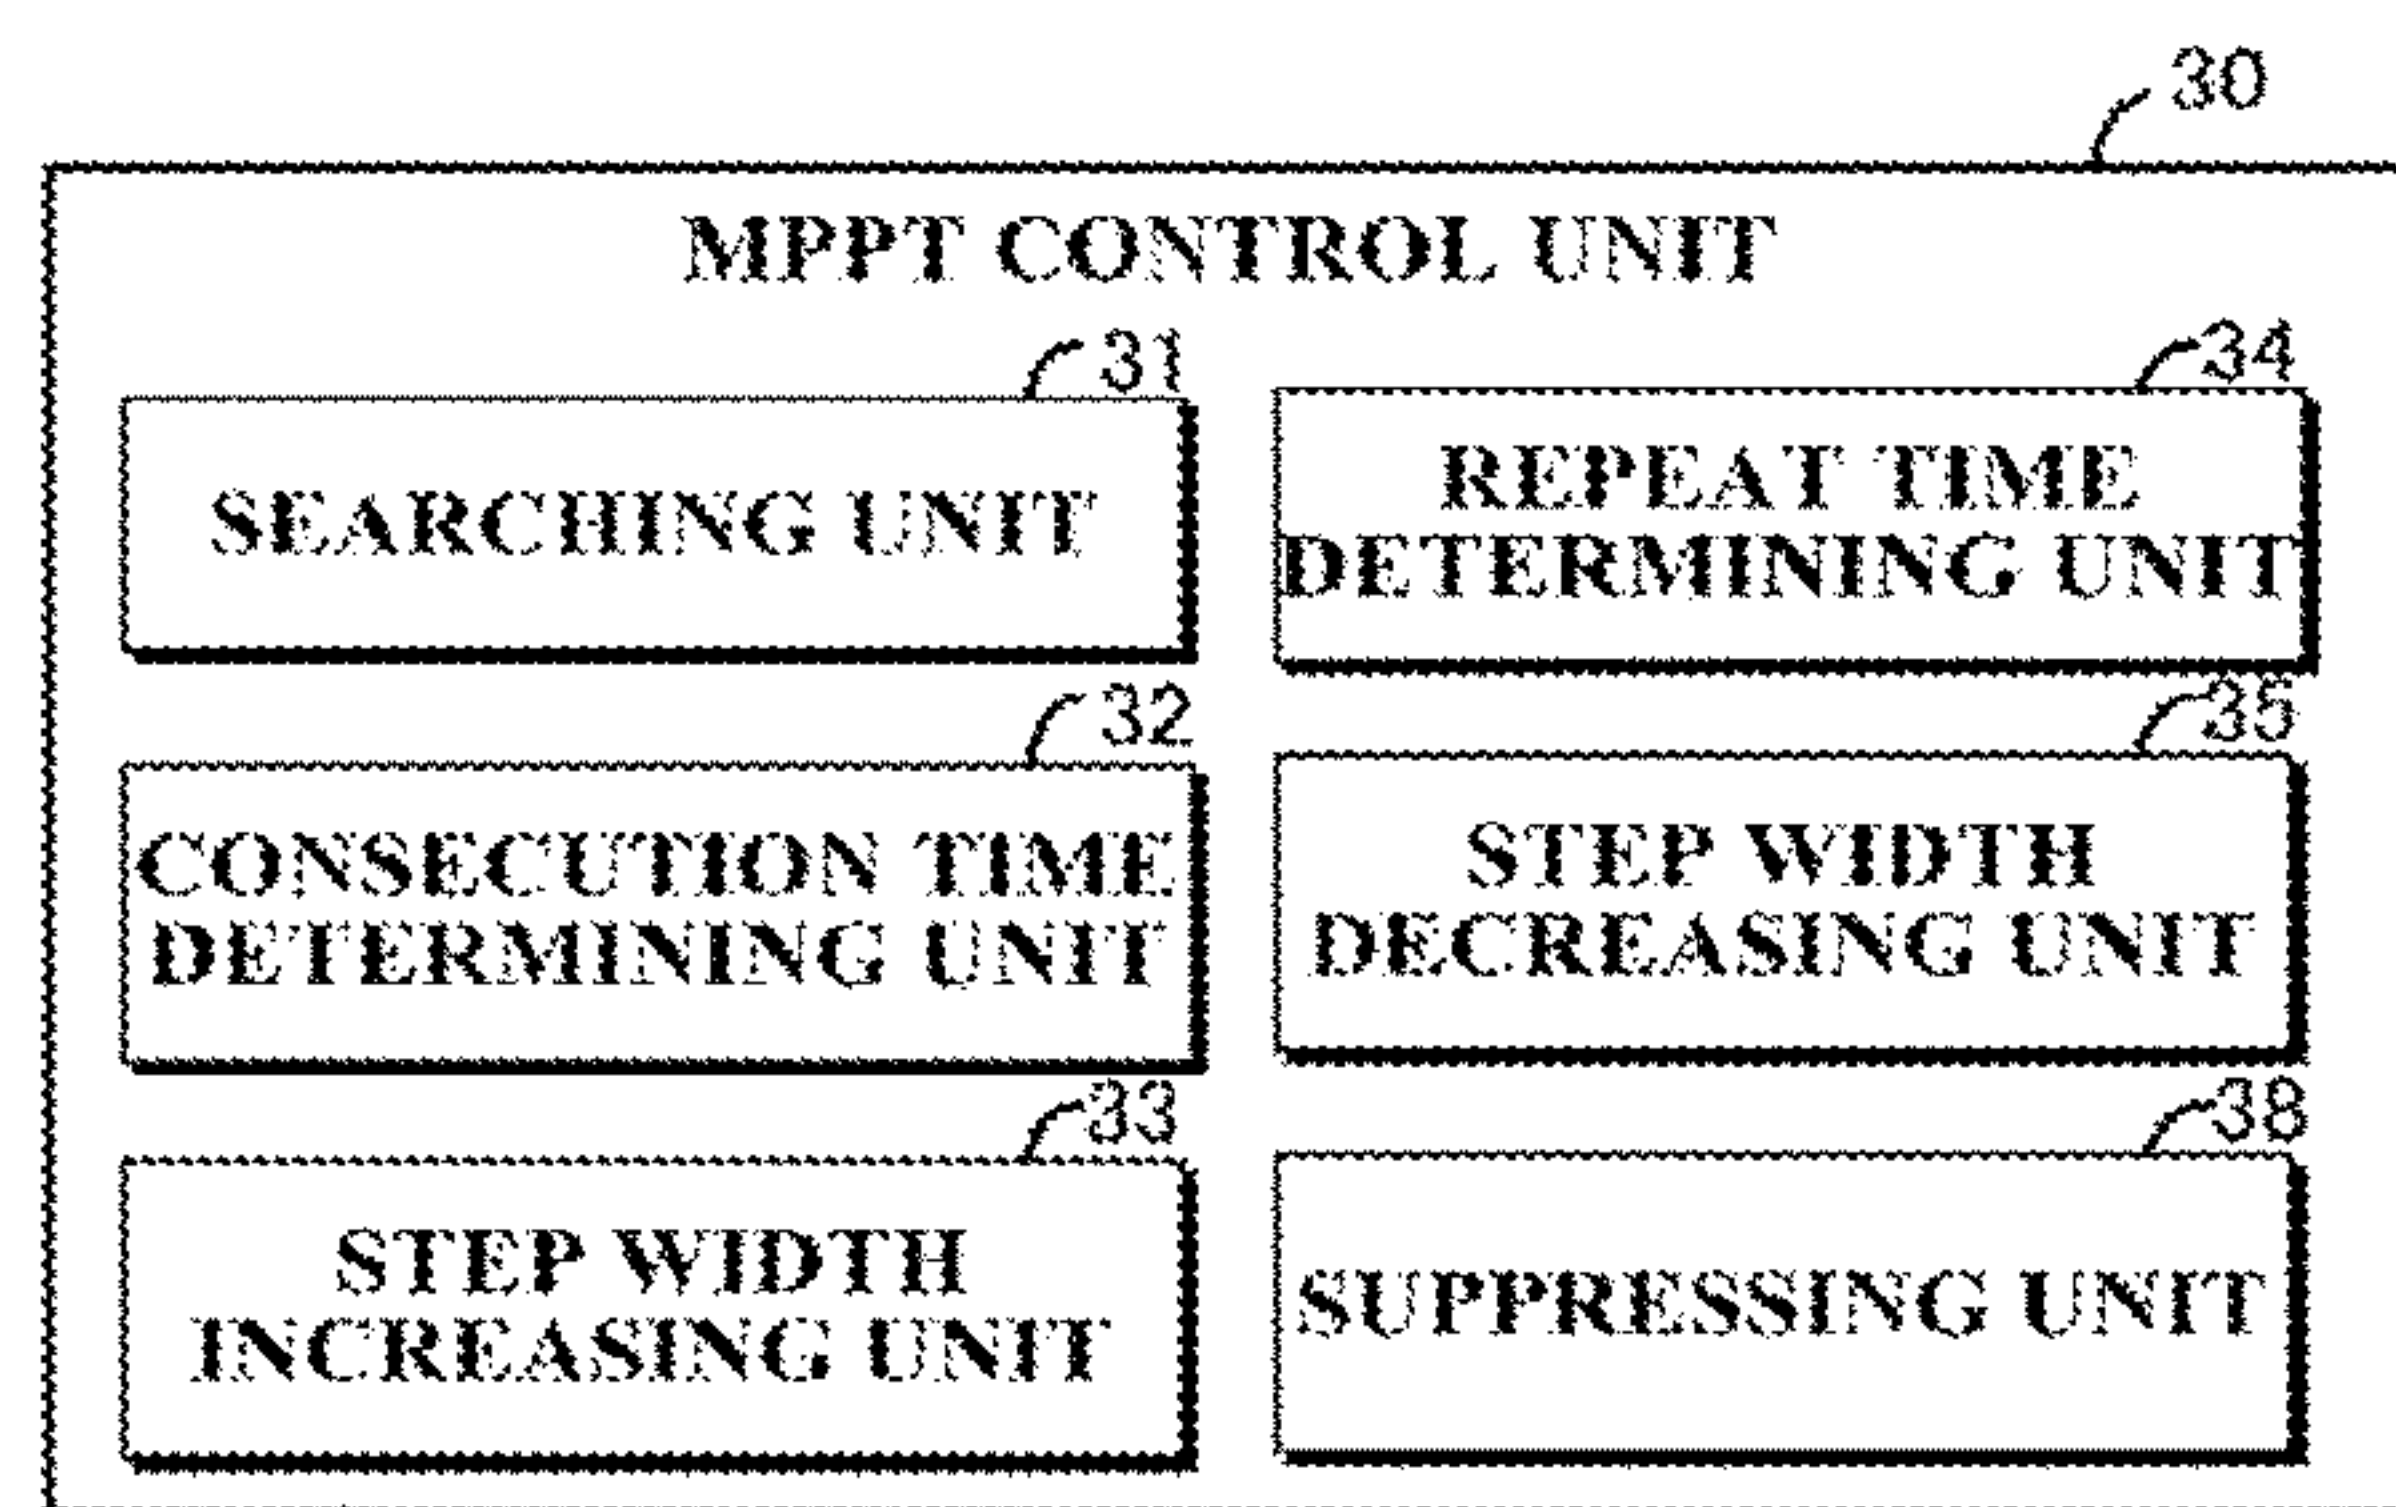 30
MPPT CONTROL UNIT
31
SEARCHING UNIT
34
REPEAT TIME
DETERMINING UNIT
32
CONSECUTION TIME
DETERMINING UNIT
35
STEP WIDTH
DECREASING UNIT
33
STEP WIDTH
INCREASING UNIT
38
SUPPRESSING UNIT